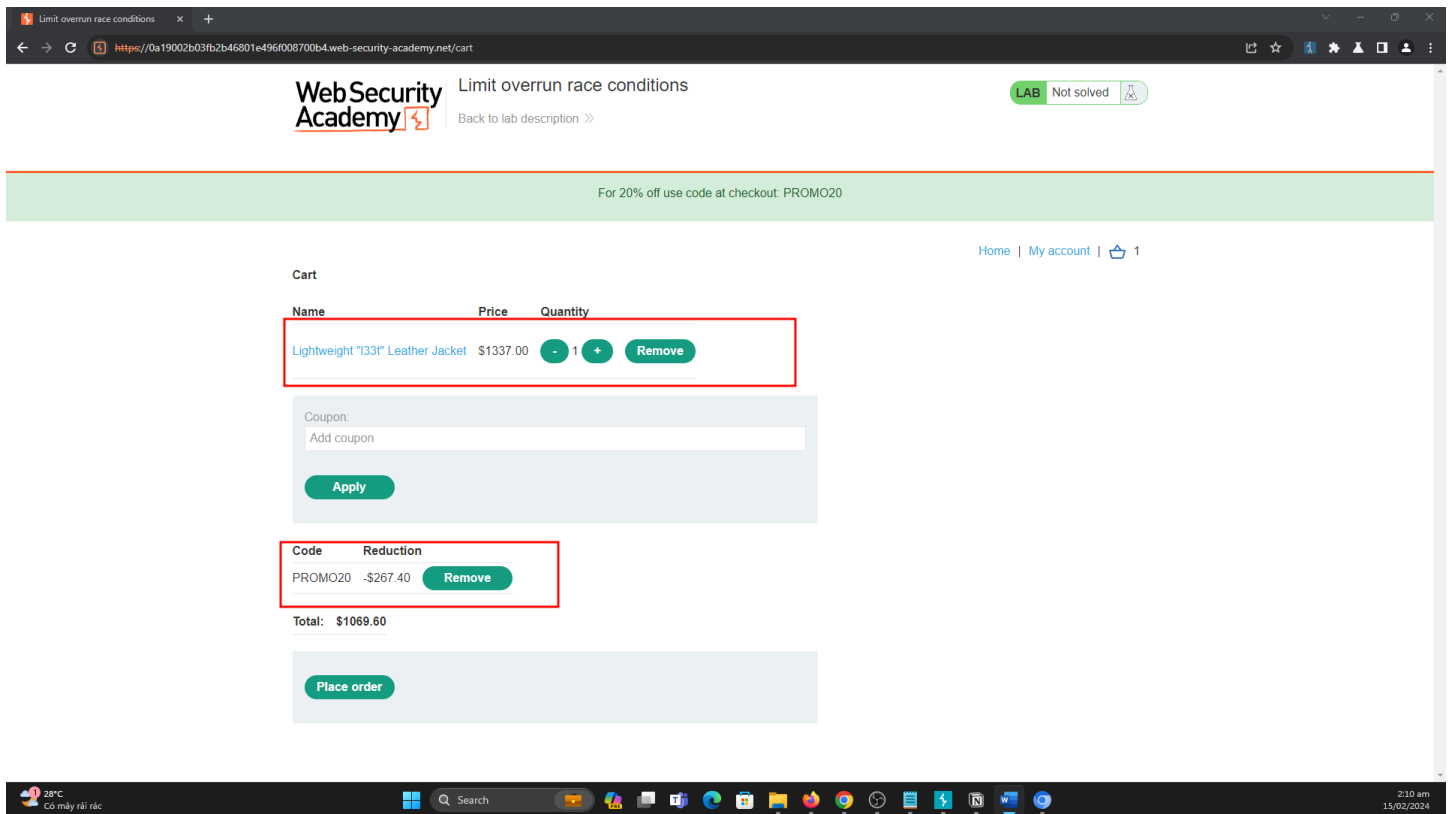 Limit overrun race conditions
https://0a19002b03fb2b46801e496f008700b4.web-security-academy.net/cart
Web Security
Academy
Limit overrun race conditions
Back to lab description
LAB Not solved
For 20% off use code at checkout: PROMO20
Home | My account | 1
Cart
Name Price Quantity
Lightweight "l33t" Leather Jacket $1337.00 - 1 + Remove
Coupon:
Add coupon
Apply
Code Reduction
PROMO20 -$267.40 Remove
Total: $1069.60
Place order
1
28°C
Có mây rải rác
Search
2:10 am
15/02/2024